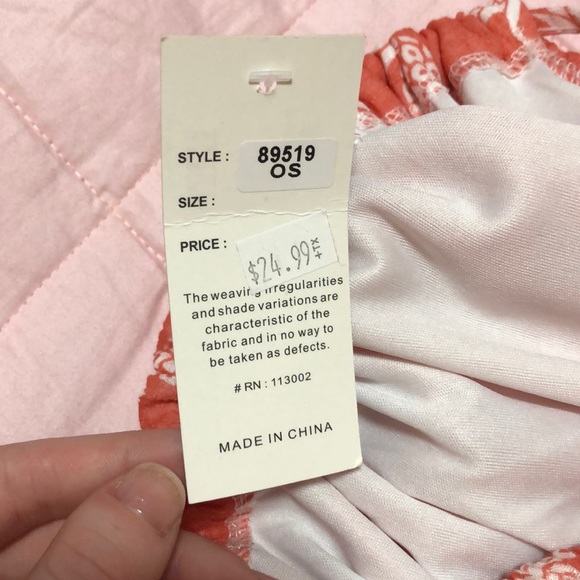 STYLE : 89519
OS
SIZE :
PRICE : $24.99 +TX
The weaving irregularities
and shade variations are
characteristic of the
fabric and in no way to
be taken as defects.
# RN : 113002
MADE IN CHINA